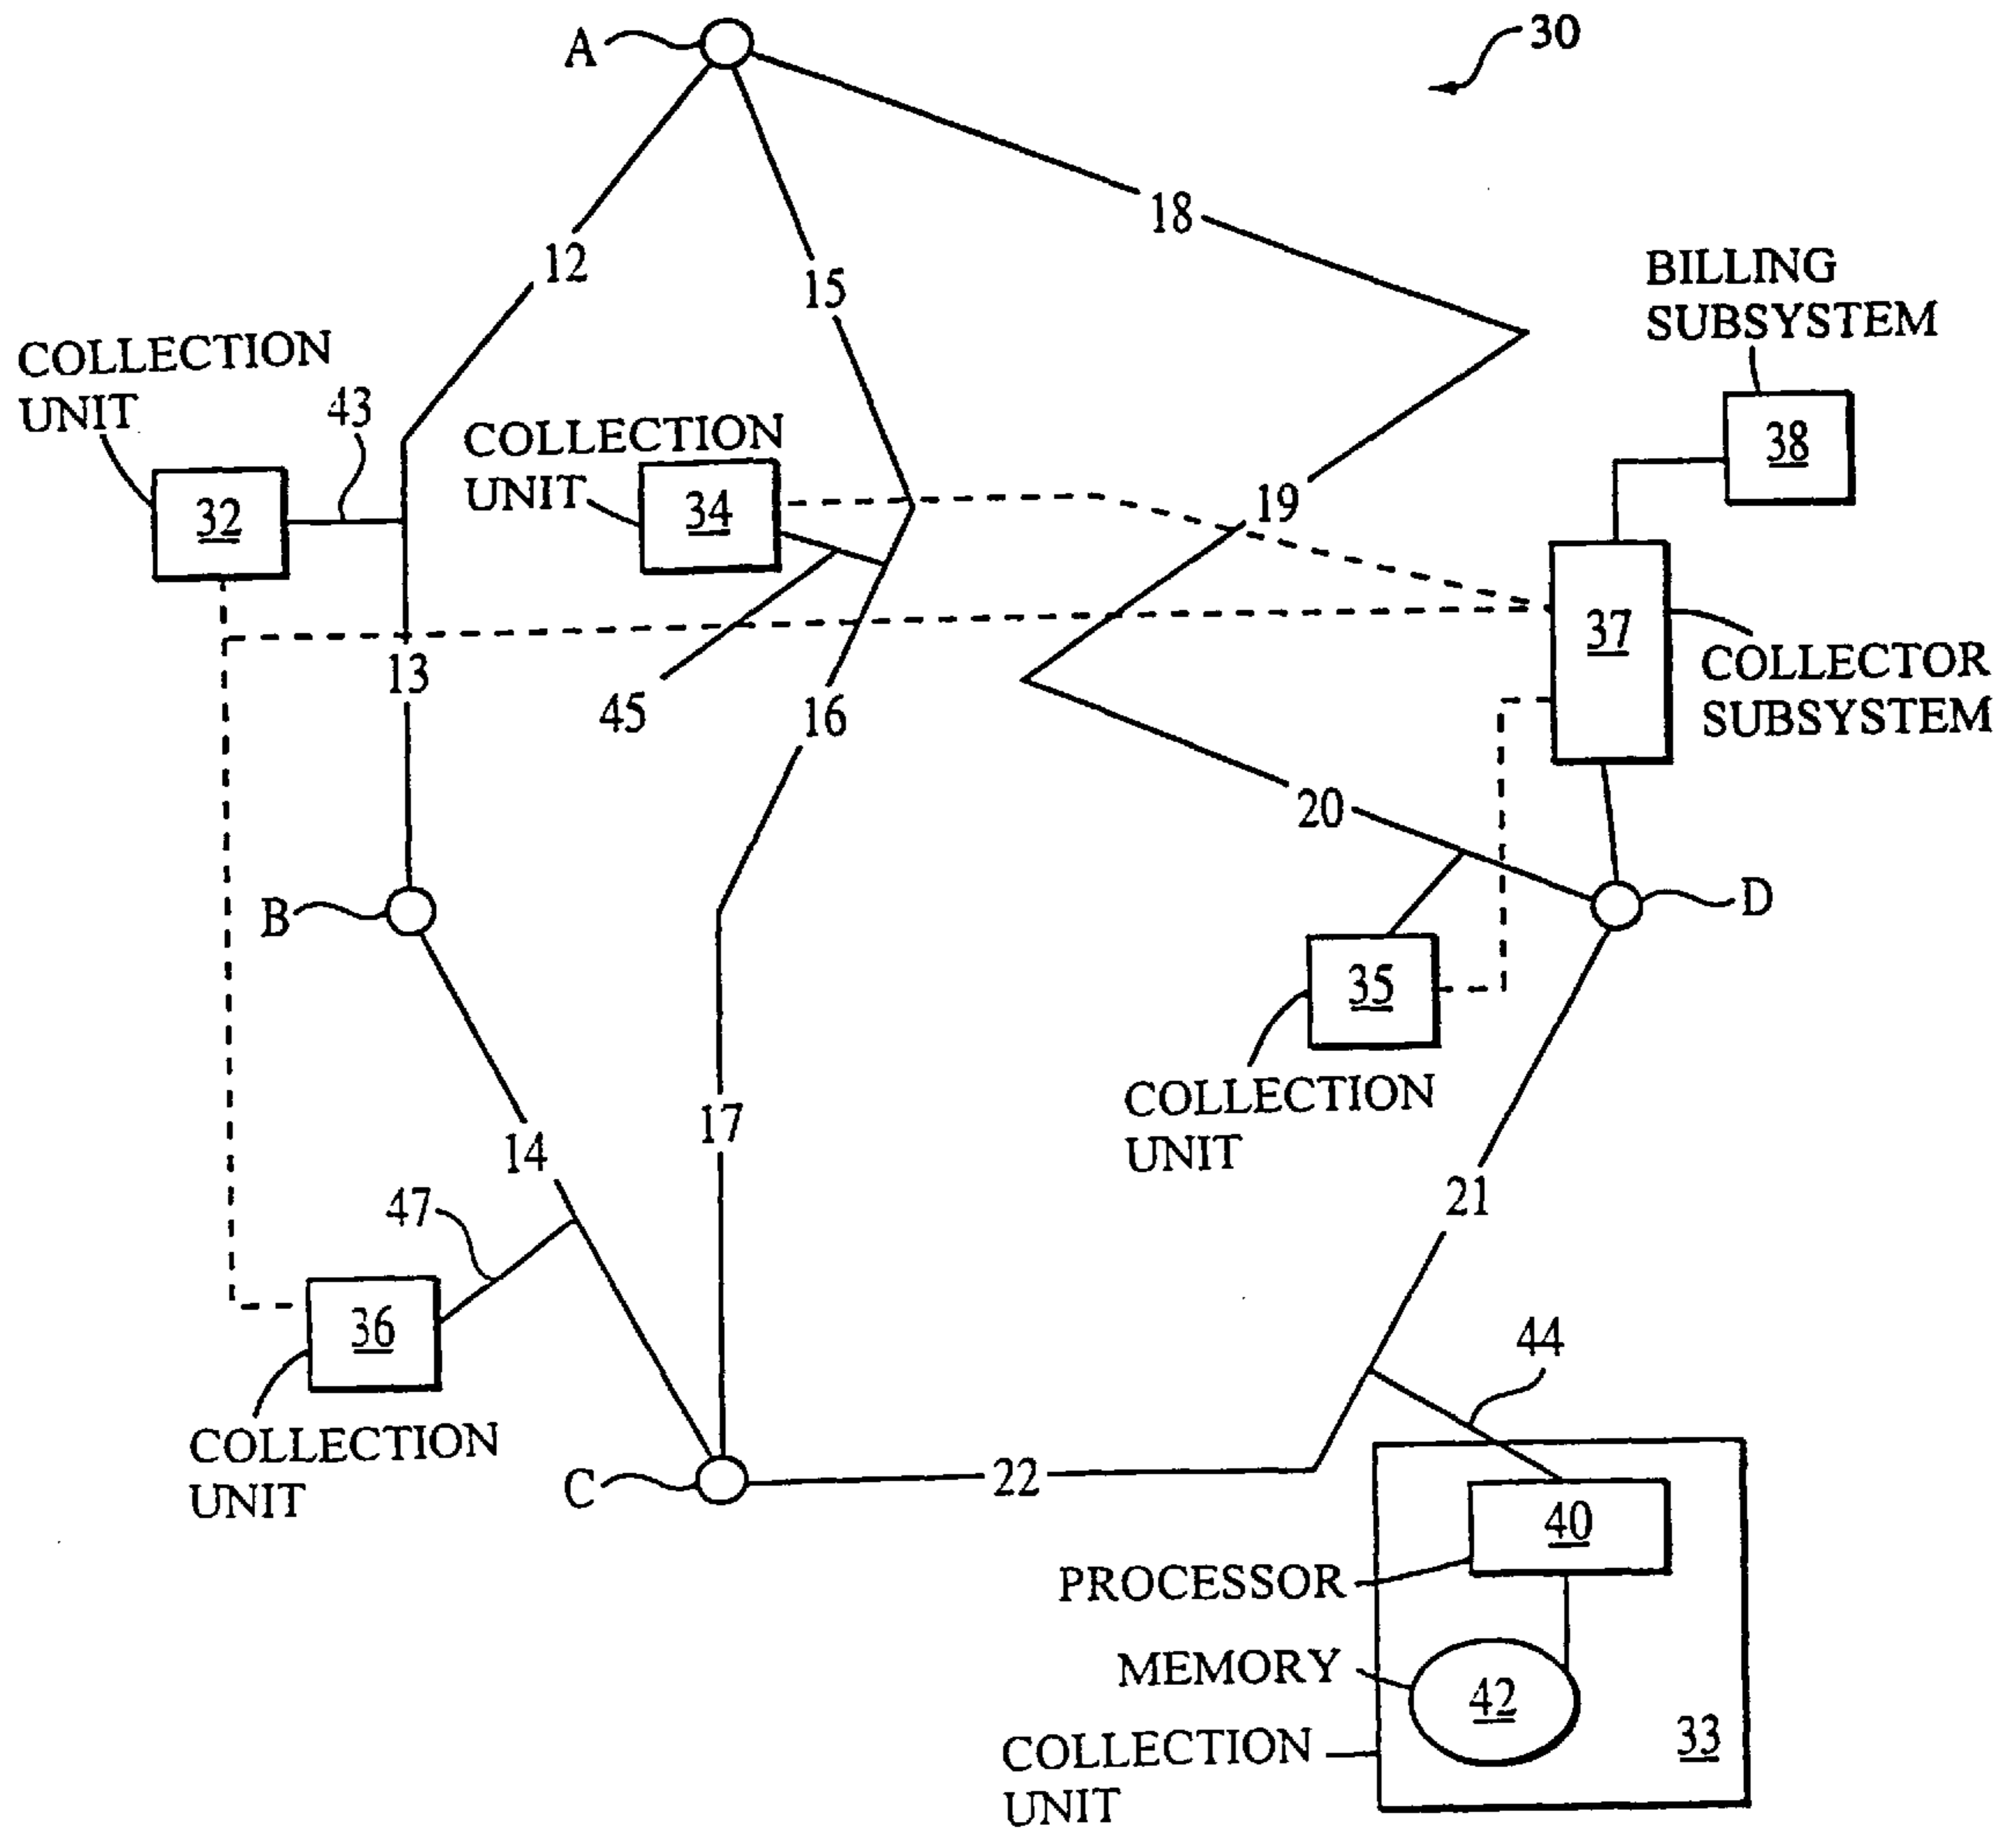 A
30
18
12
15
BILLING
SUBSYSTEM
COLLECTION
UNIT
43
COLLECTION
UNIT
38
32
34
19
37
13
45
16
COLLECTOR
SUBSYSTEM
20
B
D
35
COLLECTION
UNIT
17
14
21
47
36
44
COLLECTION
UNIT
C
22
40
PROCESSOR
MEMORY
42
33
COLLECTION
UNIT